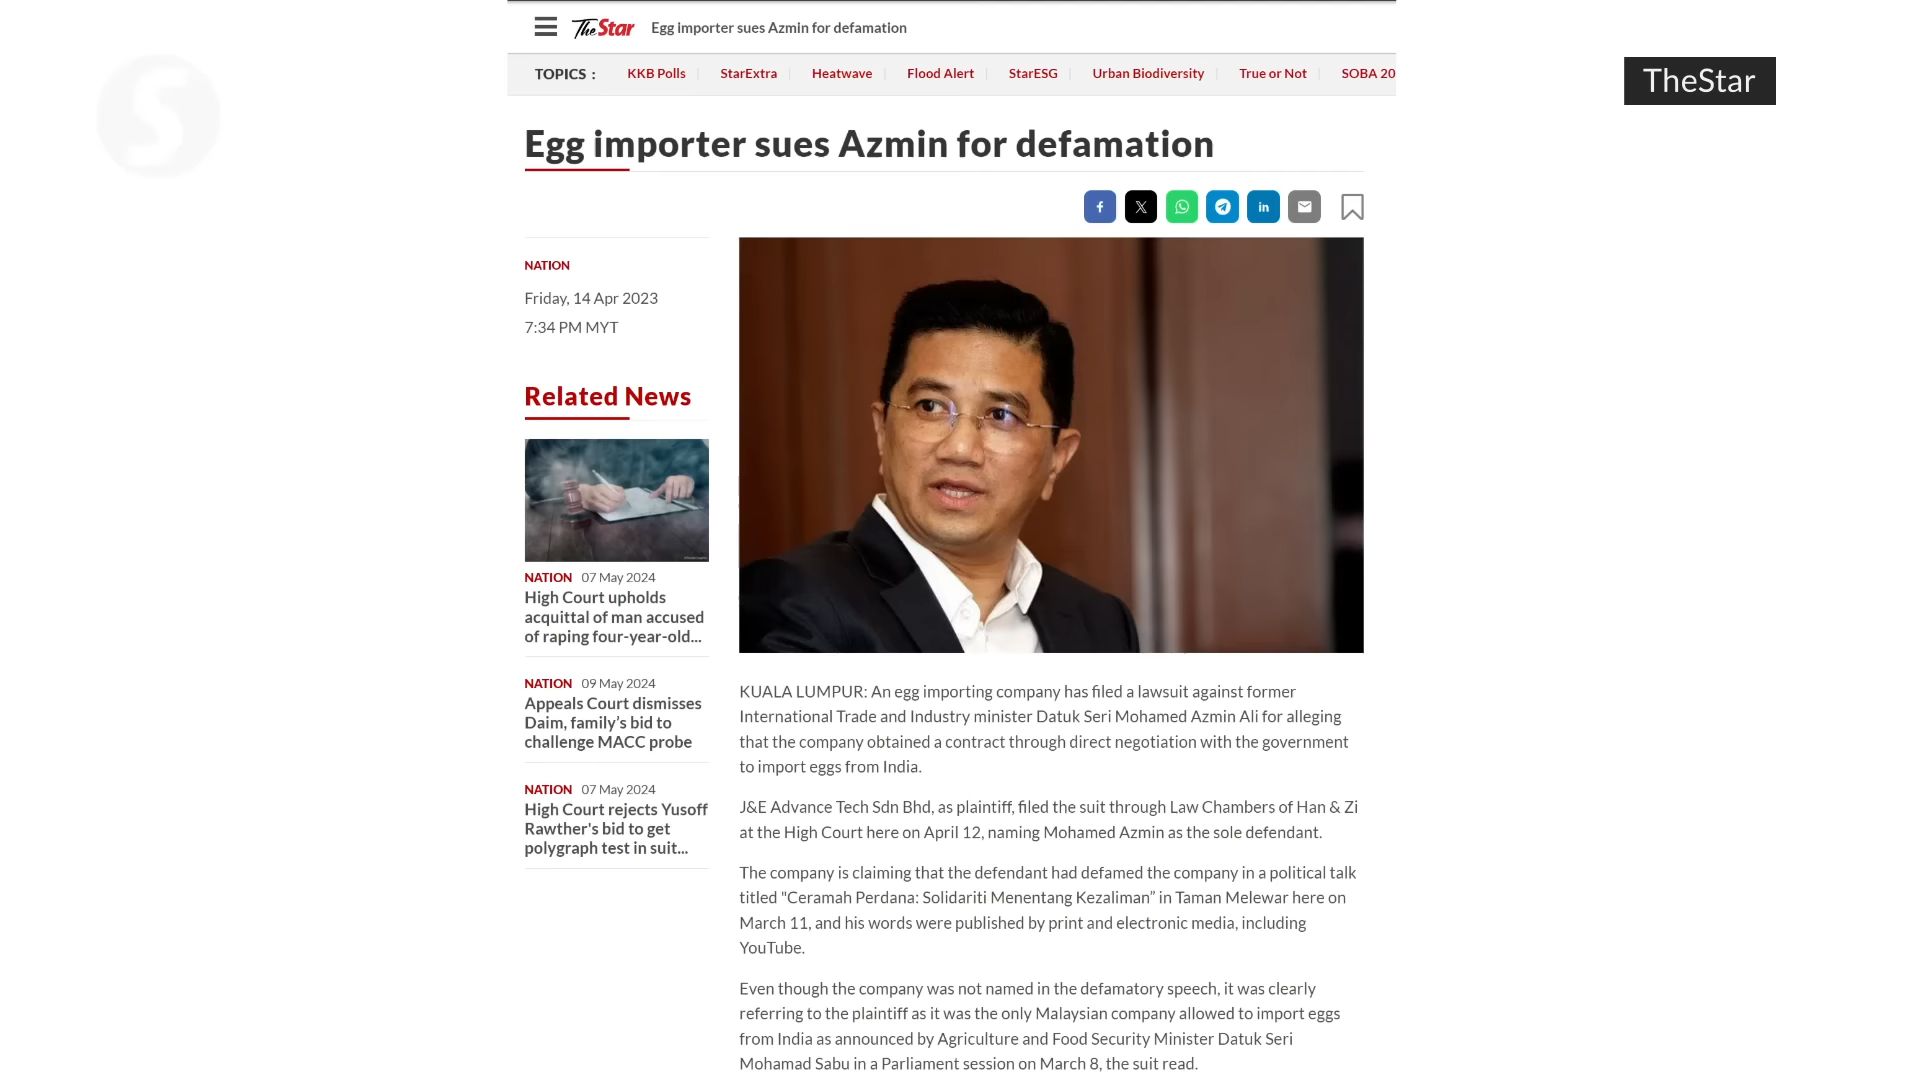 TheStar
Egg importer sues Azmin for defamation
TheStar
TOPICS :
KKB Polls
StarExtra
Heatwave
Flood Alert
StarESG
Urban Biodiversity
True or Not
SOBA 20
Egg importer sues Azmin for defamation
NATION
Friday, 14 Apr 2023
7:34 PM MYT
Related News
NATION 07 May 2024
High Court upholds
acquittal of man accused
of raping four-year-old...
NATION 09 May 2024
Appeals Court dismisses
Daim, family’s bid to
challenge MACC probe
NATION 07 May 2024
High Court rejects Yusoff
Rawther's bid to get
polygraph test in suit...
KUALA LUMPUR: An egg importing company has filed a lawsuit against former
International Trade and Industry minister Datuk Seri Mohamed Azmin Ali for alleging
that the company obtained a contract through direct negotiation with the government
to import eggs from India.
J&E Advance Tech Sdn Bhd, as plaintiff, filed the suit through Law Chambers of Han & Zi
at the High Court here on April 12, naming Mohamed Azmin as the sole defendant.
The company is claiming that the defendant had defamed the company in a political talk
titled "Ceramah Perdana: Solidariti Menentang Kezaliman” in Taman Melewar here on
March 11, and his words were published by print and electronic media, including
YouTube.
Even though the company was not named in the defamatory speech, it was clearly
referring to the plaintiff as it was the only Malaysian company allowed to import eggs
from India as announced by Agriculture and Food Security Minister Datuk Seri
Mohamad Sabu in a Parliament session on March 8, the suit read.